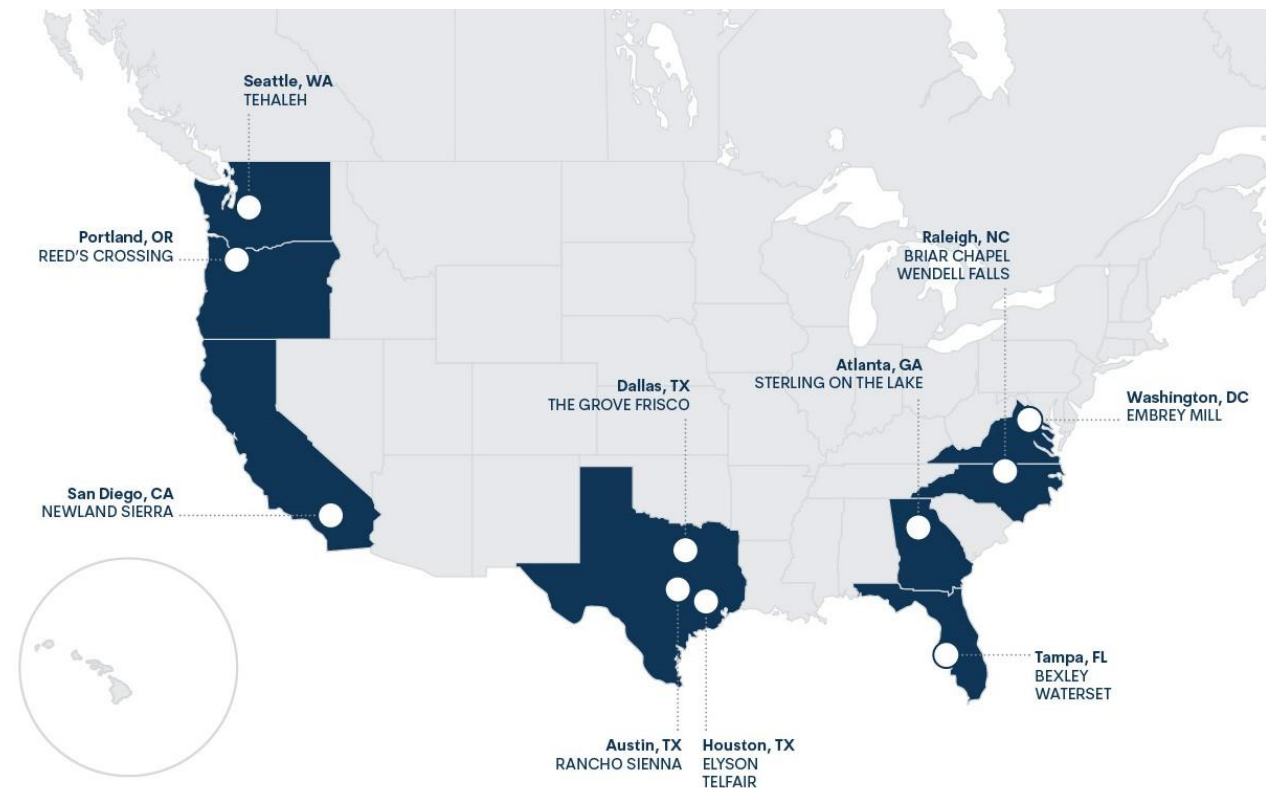 Seattle, WA
TEHALEH
Portland, OR
REED'S CROSSING
San Diego, CA
NEWLAND SIERRA
Dallas, TX
THE GROVE FRISCO
Austin, TX
RANCHO SIENNA
Houston, TX
ELYSON
TELFAIR
Atlanta, GA
STERLING ON THE LAKE
Raleigh, NC
BRIAR CHAPEL
WENDELL FALLS
Washington, DC
EMBREY MILL
Tampa, FL
BEXLEY
WATERSET